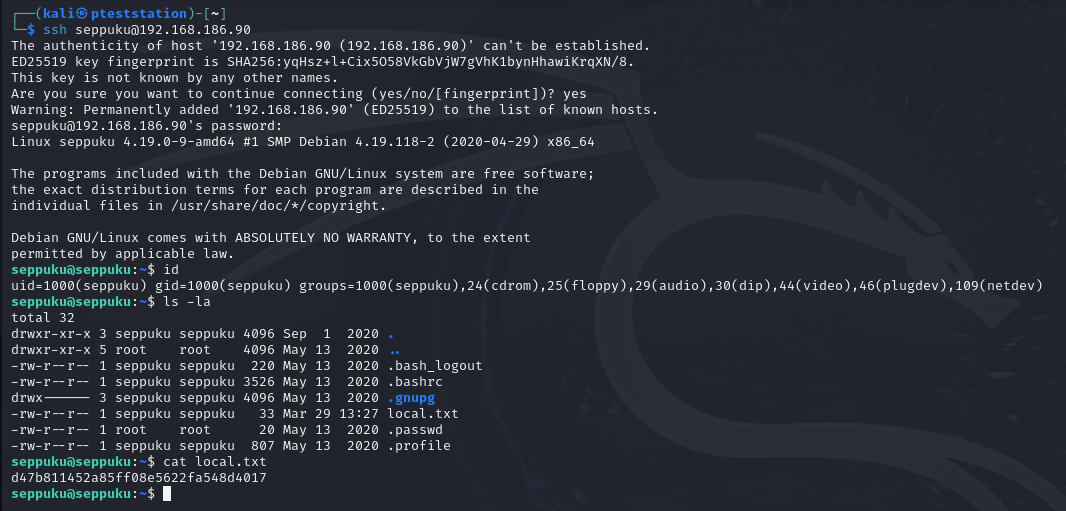 ┌──(kali㉿pteststation)-[~]
└─$ ssh seppuku@192.168.186.90
The authenticity of host '192.168.186.90 (192.168.186.90)' can't be established.
ED25519 key fingerprint is SHA256:yqHsz+l+Cix5O58VkGbVjW7gVhK1bynHhawiKrqXN/8.
This key is not known by any other names.
Are you sure you want to continue connecting (yes/no/[fingerprint])? yes
Warning: Permanently added '192.168.186.90' (ED25519) to the list of known hosts.
seppuku@192.168.186.90's password:
Linux seppuku 4.19.0-9-amd64 #1 SMP Debian 4.19.118-2 (2020-04-29) x86_64

The programs included with the Debian GNU/Linux system are free software;
the exact distribution terms for each program are described in the
individual files in /usr/share/doc/*/copyright.

Debian GNU/Linux comes with ABSOLUTELY NO WARRANTY, to the extent
permitted by applicable law.
seppuku@seppuku:~$ id
uid=1000(seppuku) gid=1000(seppuku) groups=1000(seppuku),24(cdrom),25(floppy),29(audio),30(dip),44(video),46(plugdev),109(netdev)
seppuku@seppuku:~$ ls -la
total 32
drwxr-xr-x 3 seppuku seppuku 4096 Sep  1  2020 .
drwxr-xr-x 5 root    root    4096 May 13  2020 ..
-rw-r--r-- 1 seppuku seppuku  220 May 13  2020 .bash_logout
-rw-r--r-- 1 seppuku seppuku 3526 May 13  2020 .bashrc
drwx------ 3 seppuku seppuku 4096 May 13  2020 .gnupg
-rw-r--r-- 1 seppuku seppuku   33 Mar 29 13:27 local.txt
-rw-r--r-- 1 root    root      20 May 13  2020 .passwd
-rw-r--r-- 1 seppuku seppuku  807 May 13  2020 .profile
seppuku@seppuku:~$ cat local.txt
d47b811452a85ff08e5622fa548d4017
seppuku@seppuku:~$